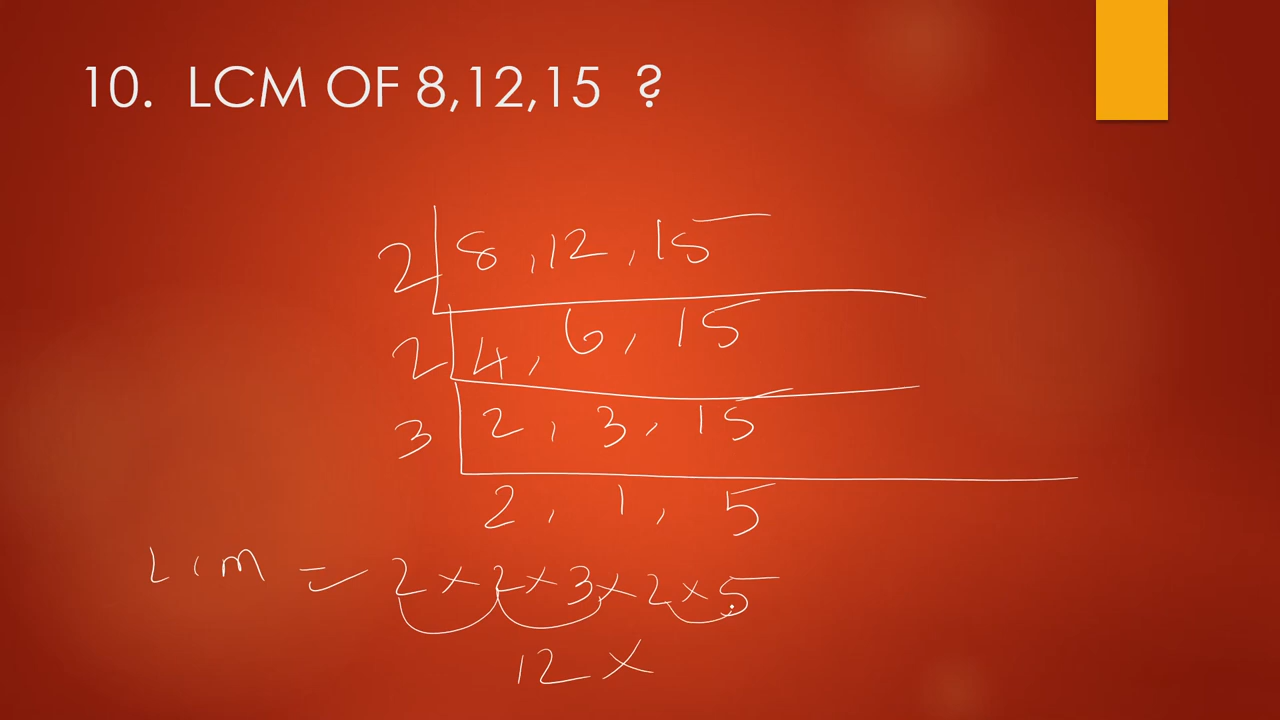 10. LCM OF 8,12,15 ?
2 8 , 12 , 15
2 4 , 6 , 15
3 2 , 3 , 15
2 , 1 , 5
LCM = 2 × 2 × 3 × 2 × 5
12 ×